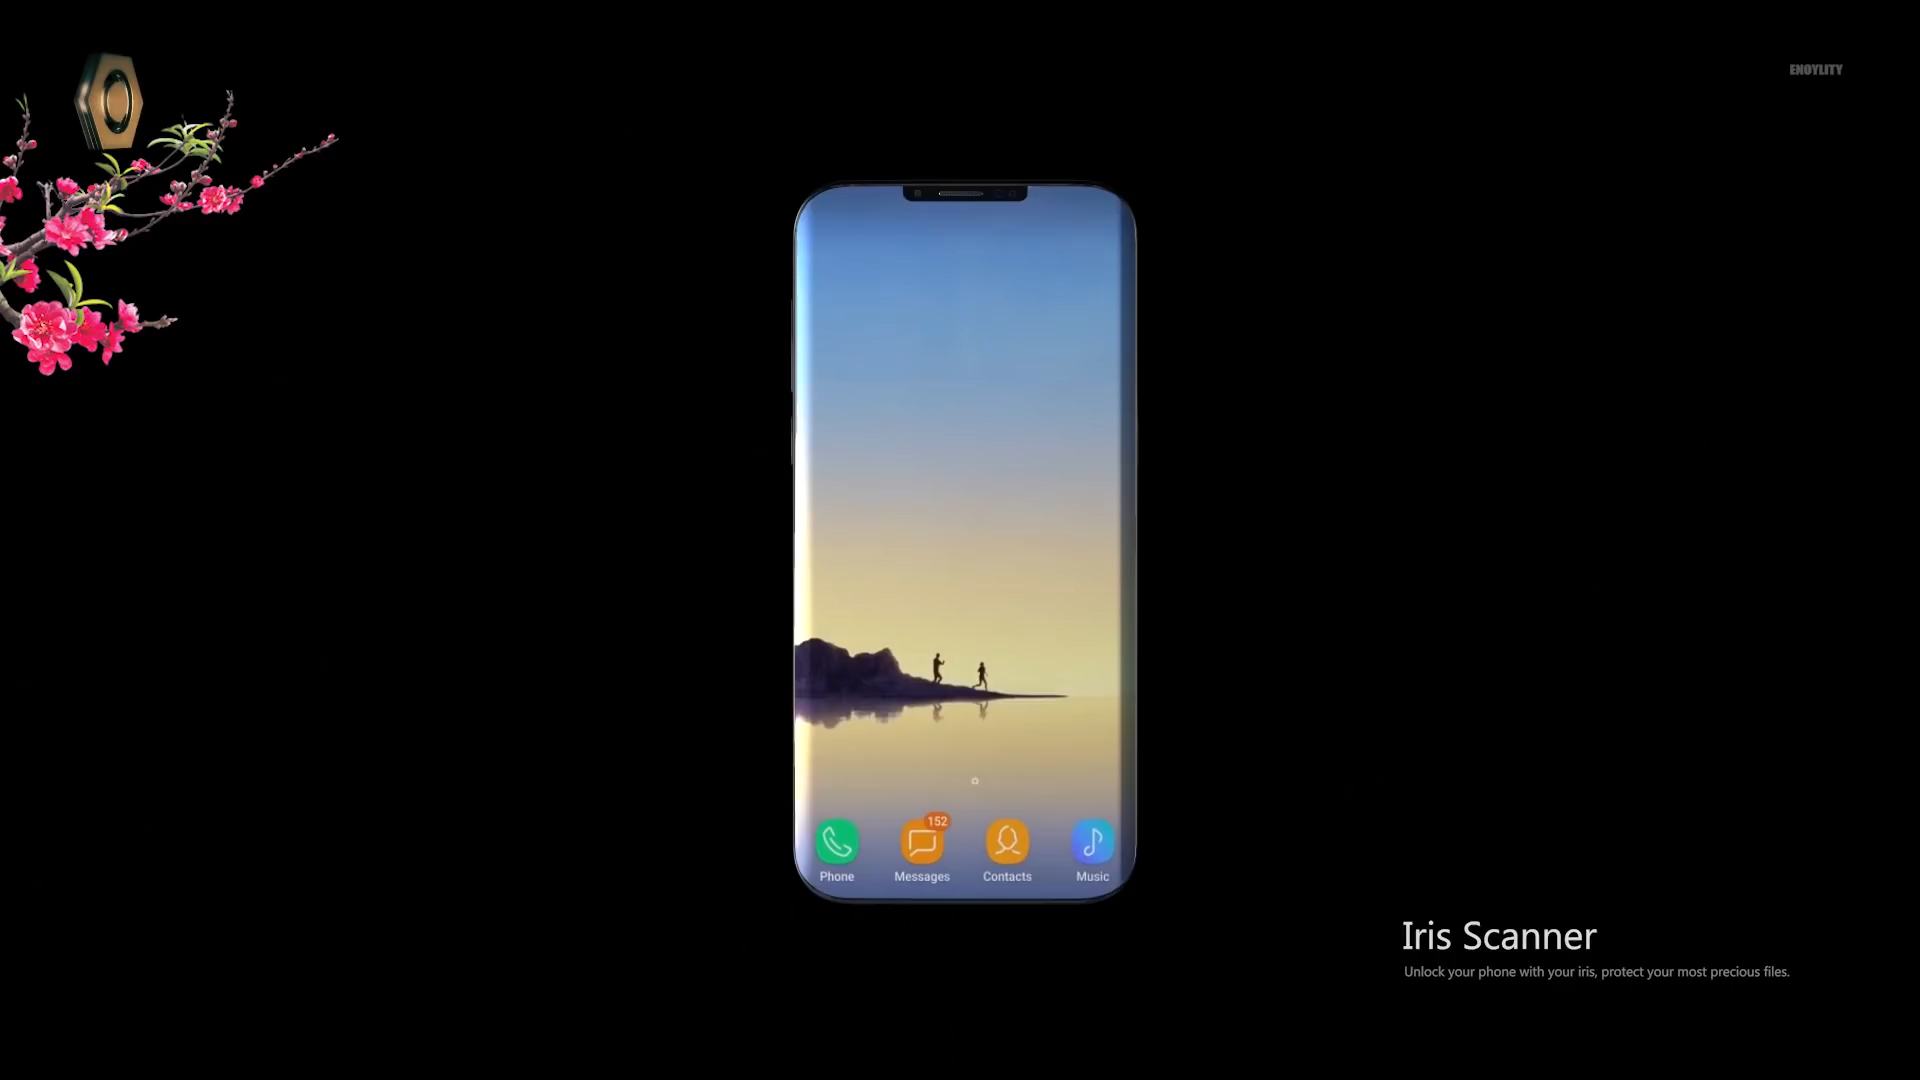 ENOYLITY
152
Phone
Messages
Contacts
Music
Iris Scanner
Unlock your phone with your iris, protect your most precious files.